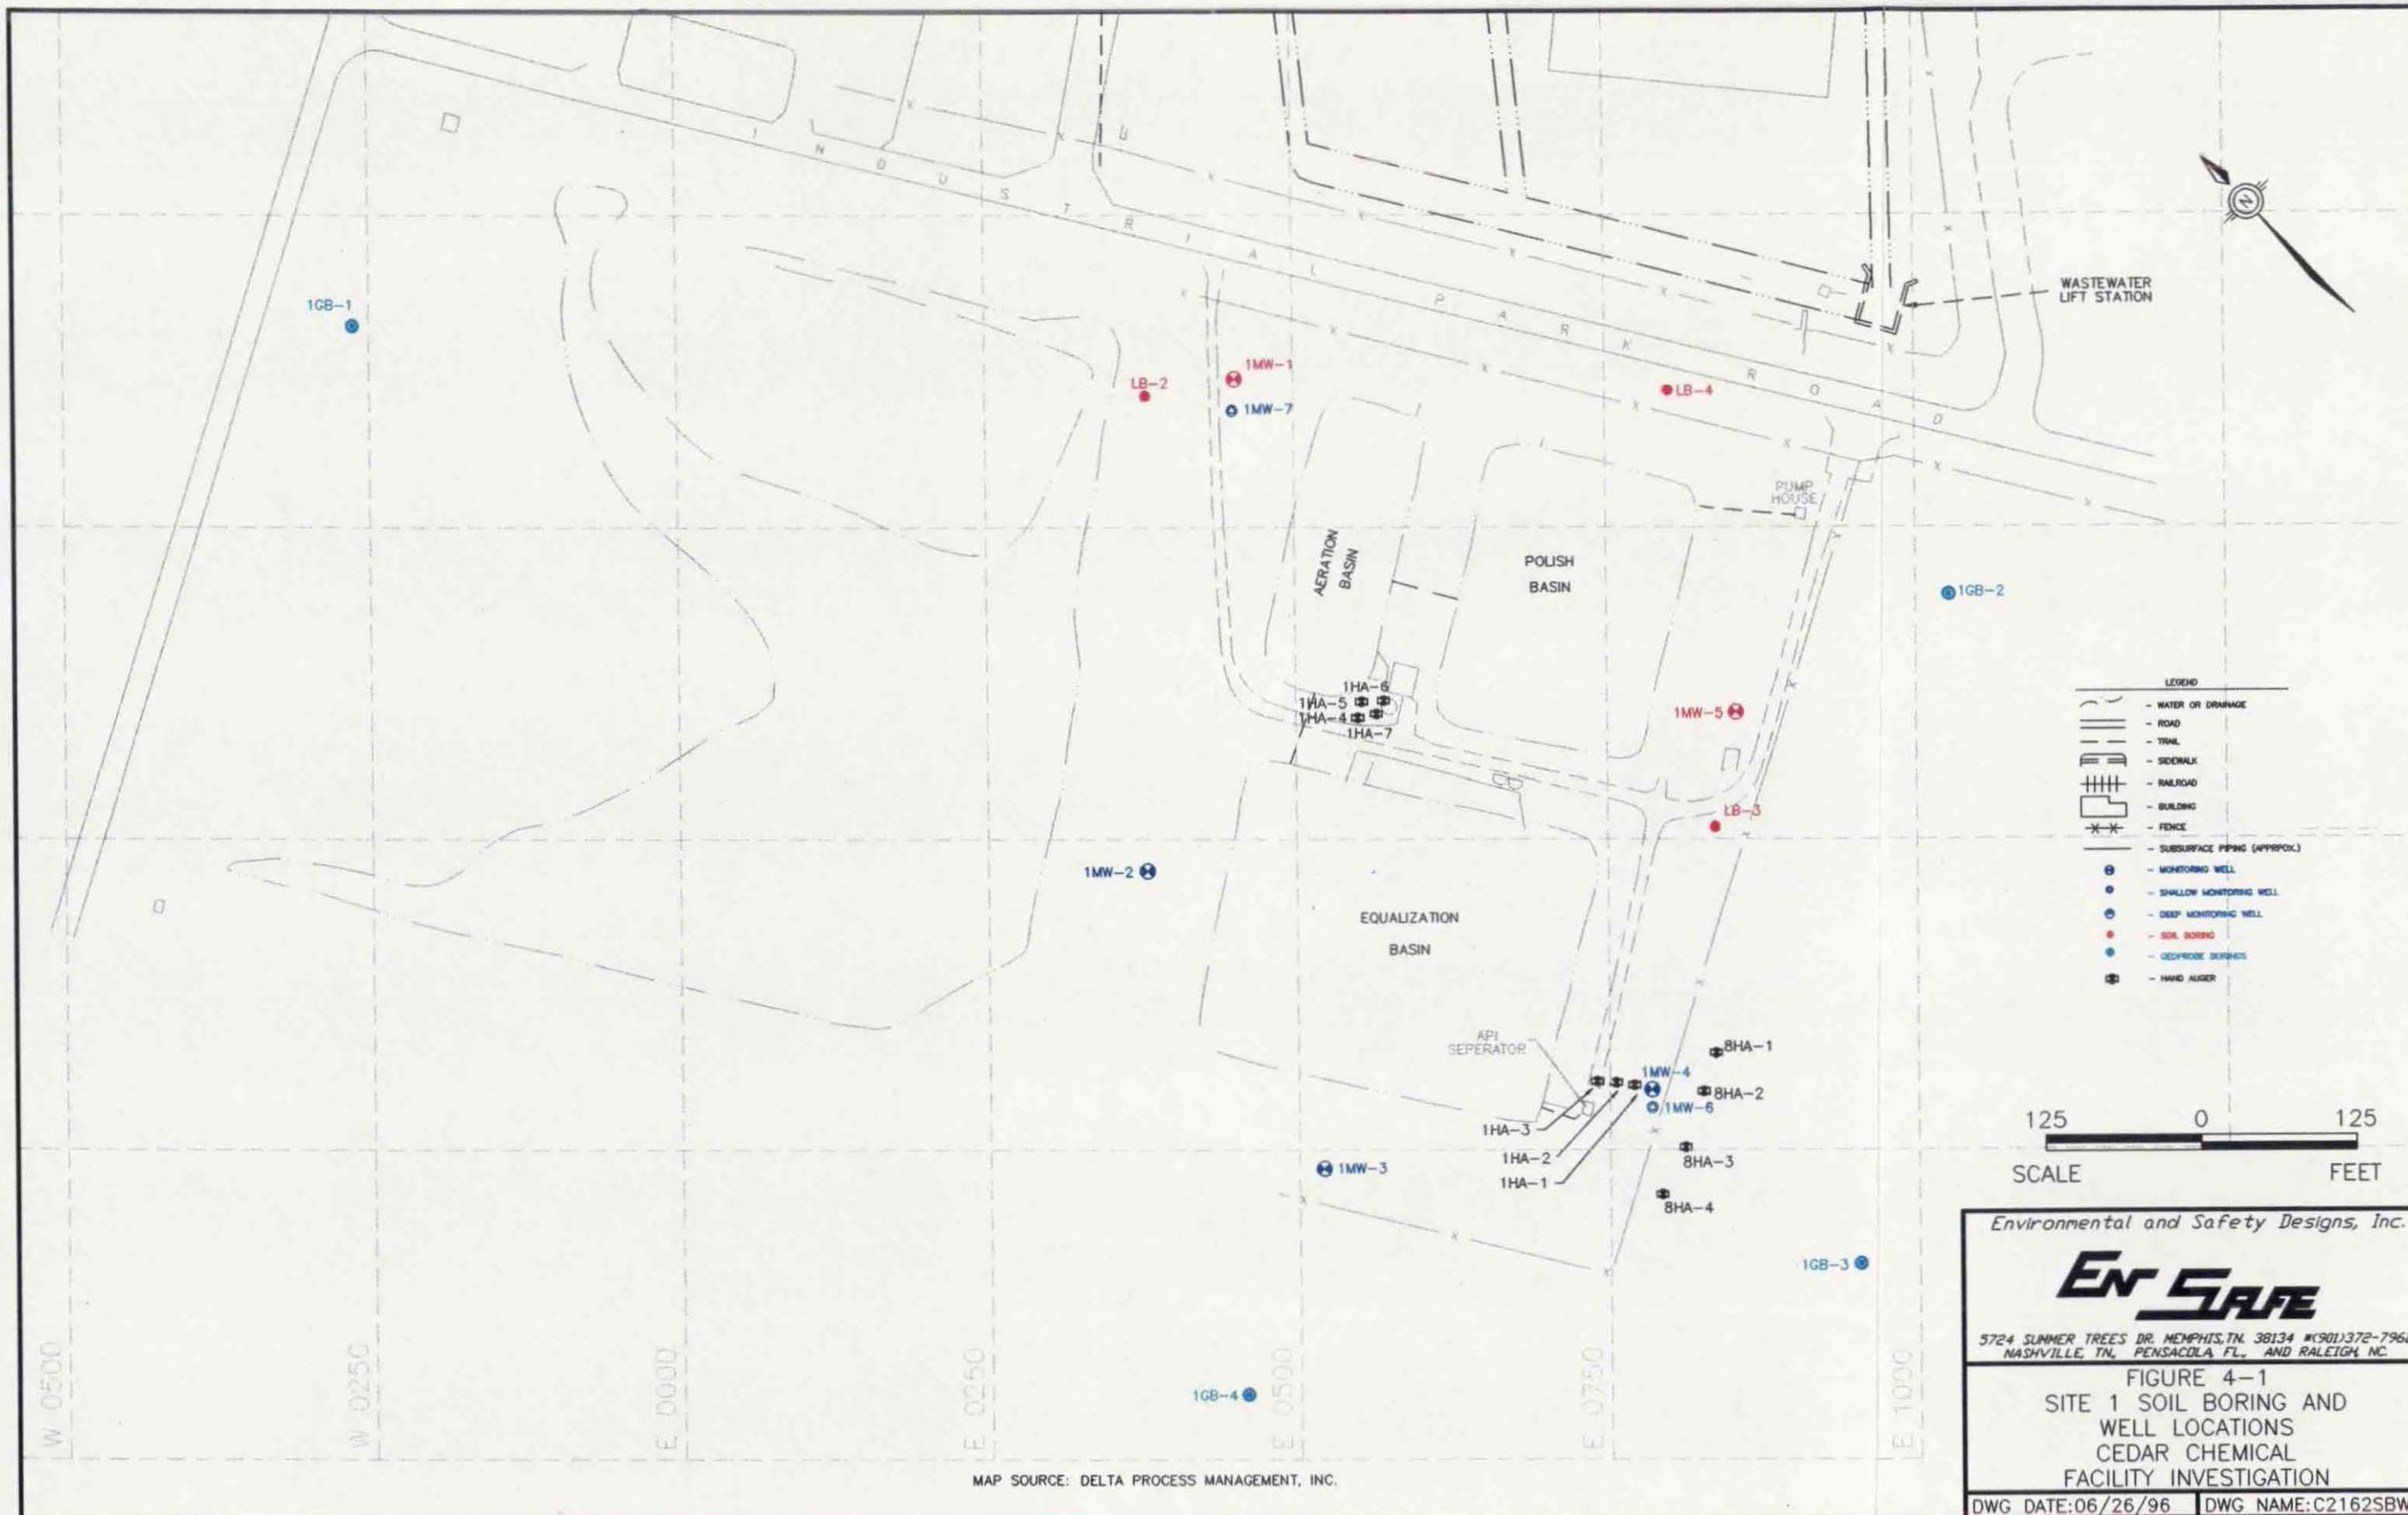 INDUSTRIAL PARK ROAD
WASTEWATER
LIFT STATION
1GB-1
LB-2
1MW-1
1MW-7
LB-4
PUMP
HOUSE
AERATION
BASIN
POLISH
BASIN
1GB-2
1HA-6
1HA-5
1HA-4
1HA-7
1MW-5
LB-3
1MW-2
EQUALIZATION
BASIN
API
SEPERATOR
8HA-1
1MW-4
8HA-2
1MW-6
1HA-3
1HA-2
1HA-1
8HA-3
1MW-3
8HA-4
1GB-3
1GB-4
N
LEGEND
- WATER OR DRAINAGE
- ROAD
- TRAIL
- SIDEWALK
- RAILROAD
- BUILDING
- FENCE
- SUBSURFACE PIPING (APPRPOX.)
- MONITORING WELL
- SHALLOW MONITORING WELL
- DEEP MONITORING WELL
- SOIL BORING
- GEOPROBE BORINGS
- HAND AUGER
125 0 125
SCALE FEET
W 0500
W 0250
E 0000
E 0250
E 0500
E 0750
E 1000
MAP SOURCE: DELTA PROCESS MANAGEMENT, INC.
Environmental and Safety Designs, Inc.
EN SAFE
5724 SUMMER TREES DR. MEMPHIS,TN. 38134
NASHVILLE, TN., PENSACOLA, FL., AND RALEIGH, NC.
FIGURE 4-1
SITE 1 SOIL BORING AND
WELL LOCATIONS
CEDAR CHEMICAL
FACILITY INVESTIGATION
DWG DATE:06/26/96 DWG NAME:C2162SBW